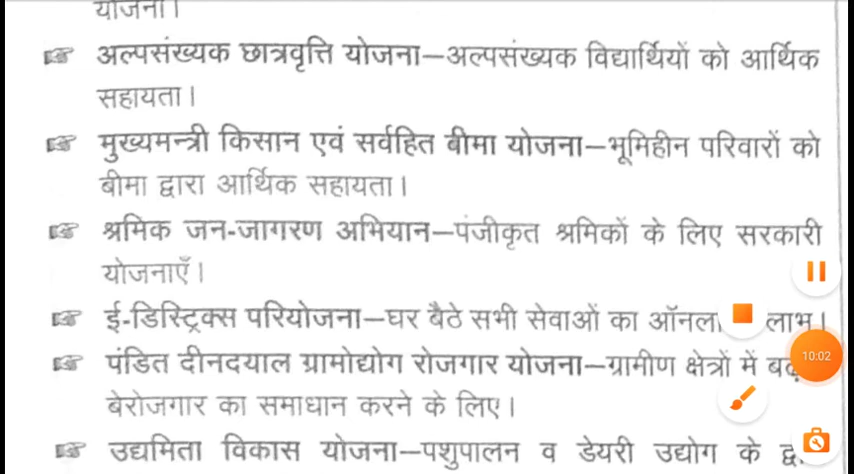 योजना।
अल्पसंख्यक छात्रवृत्ति योजना—अल्पसंख्यक विद्यार्थियों को आर्थिक
सहायता।
मुख्यमन्त्री किसान एवं सर्वहित बीमा योजना—भूमिहीन परिवारों को
बीमा द्वारा आर्थिक सहायता।
श्रमिक जन-जागरण अभियान—पंजीकृत श्रमिकों के लिए सरकारी
योजनाएँ।
ई-डिस्ट्रिक्स परियोजना—घर बैठे सभी सेवाओं का लाभ।
पंडित दीनदयाल ग्रामोद्योग रोजगार योजना—ग्रामीण क्षेत्रों में
10:02
बेरोजगार का समाधान करने के लिए।
उद्यमिता विकास योजना—पशुपालन व डेयरी उद्योग के